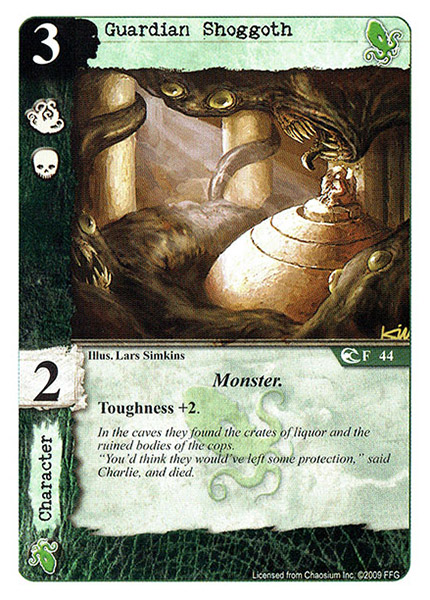 3
Guardian Shoggoth
Illus. Lars Simkins
F 44
2
Monster.
Toughness +2.
In the caves they found the crates of liquor and the
ruined bodies of the cops.
“You’d think they would’ve left some protection,” said
Charlie, and died.
Character
Licensed from Chaosium Inc. ©2009 FFG